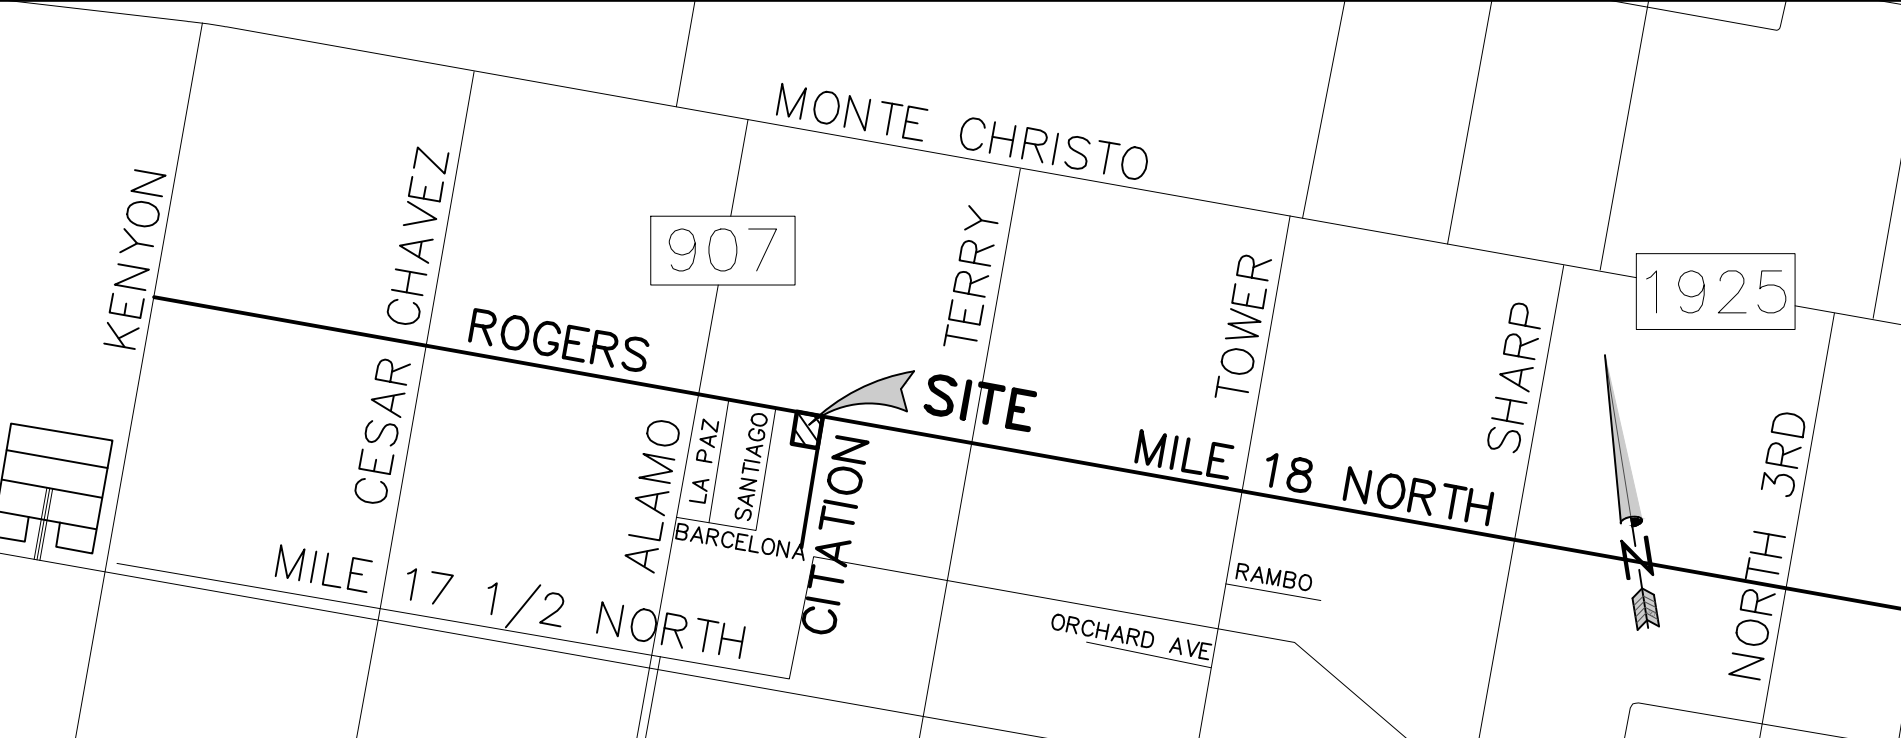 MONTE CHRISTO
KENYON
CESAR CHAVEZ
907
TERRY
TOWER
SHARP
1925
ROGERS
SITE
MILE 18 NORTH
ALAMO
LA PAZ
SANTIAGO
BARCELONA
CITATION
NORTH 3RD
N
RAMBO
ORCHARD AVE
MILE 17 1/2 NORTH